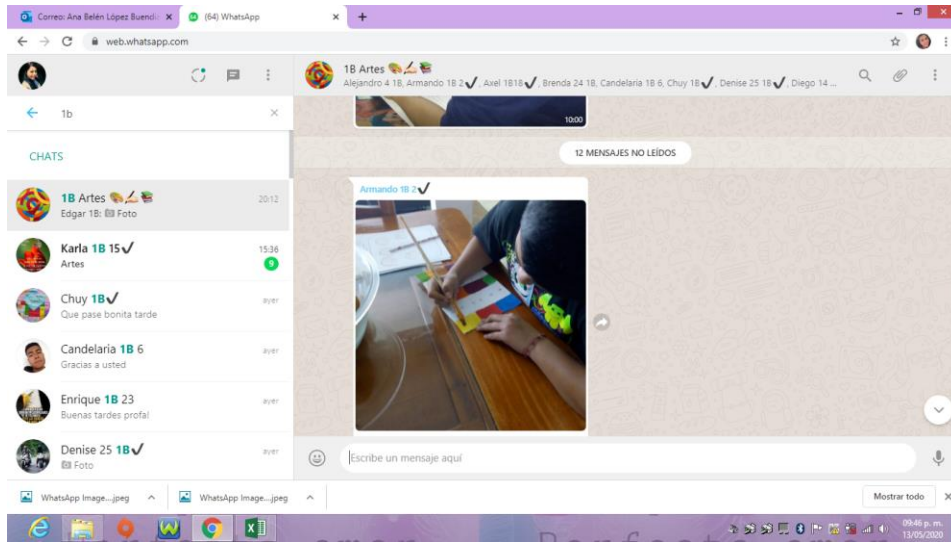 Correo: Ana Belén López Buendía
(64) WhatsApp
web.whatsapp.com
1b
CHATS
1B Artes 🎨✍🏻📚
20:12
Edgar 1B: Foto
Karla 1B 15✔
15:36
Artes
9
Chuy 1B✔
ayer
Que pase bonita tarde
Candelaria 1B 6
ayer
Gracias a usted
Enrique 1B 23
ayer
Buenas tardes profa!
Denise 25 1B✔
ayer
Foto
1B Artes 🎨✍🏻📚
Alejandro 4 1B, Armando 1B 2✔, Axel 1B18✔, Brenda 24 1B, Candelaria 1B 6, Chuy 1B✔, Denise 25 1B✔, Diego 14 ...
10:00
12 MENSAJES NO LEÍDOS
Armando 1B 2✔
Escribe un mensaje aquí
WhatsApp Image...jpeg
WhatsApp Image...jpeg
Mostrar todo
09:46 p. m.
13/05/2020